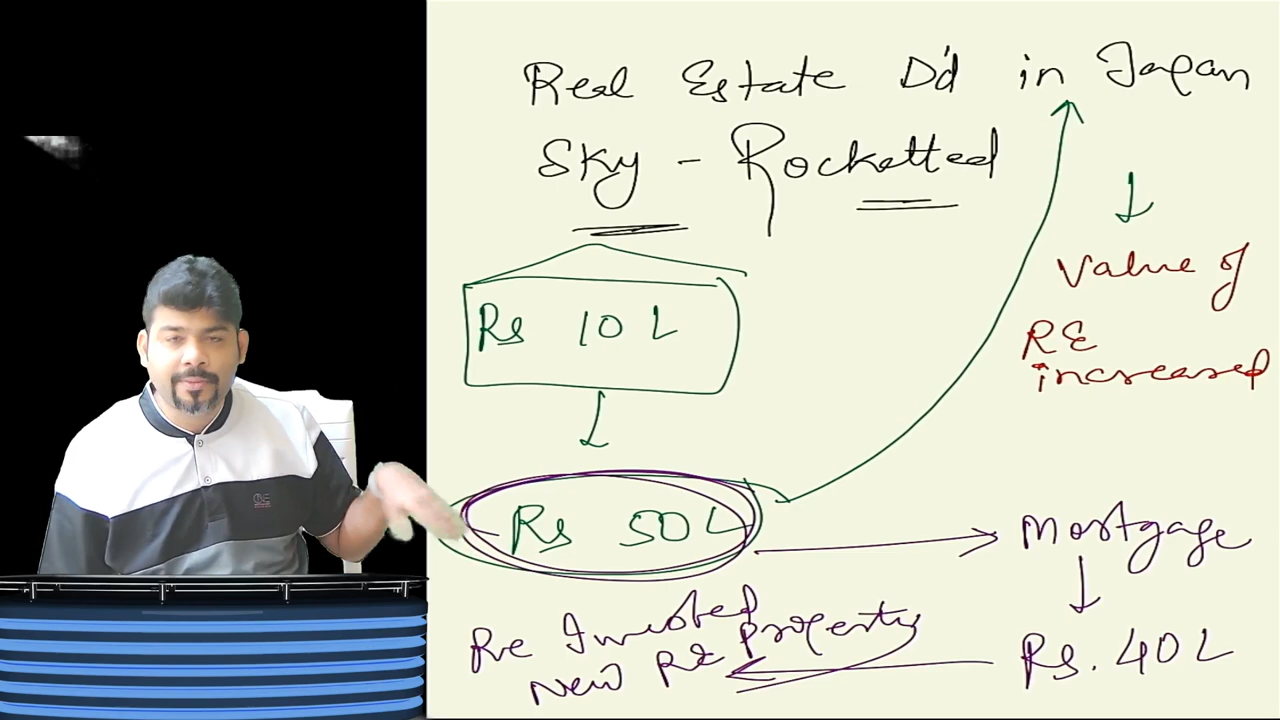 Real Estate D'd in Japan
Sky - Rocketted
Value of
RE
increased
Rs 10 L
Rs 50 L
Mortgage
Rs. 40 L
Re Invested
New RE Property